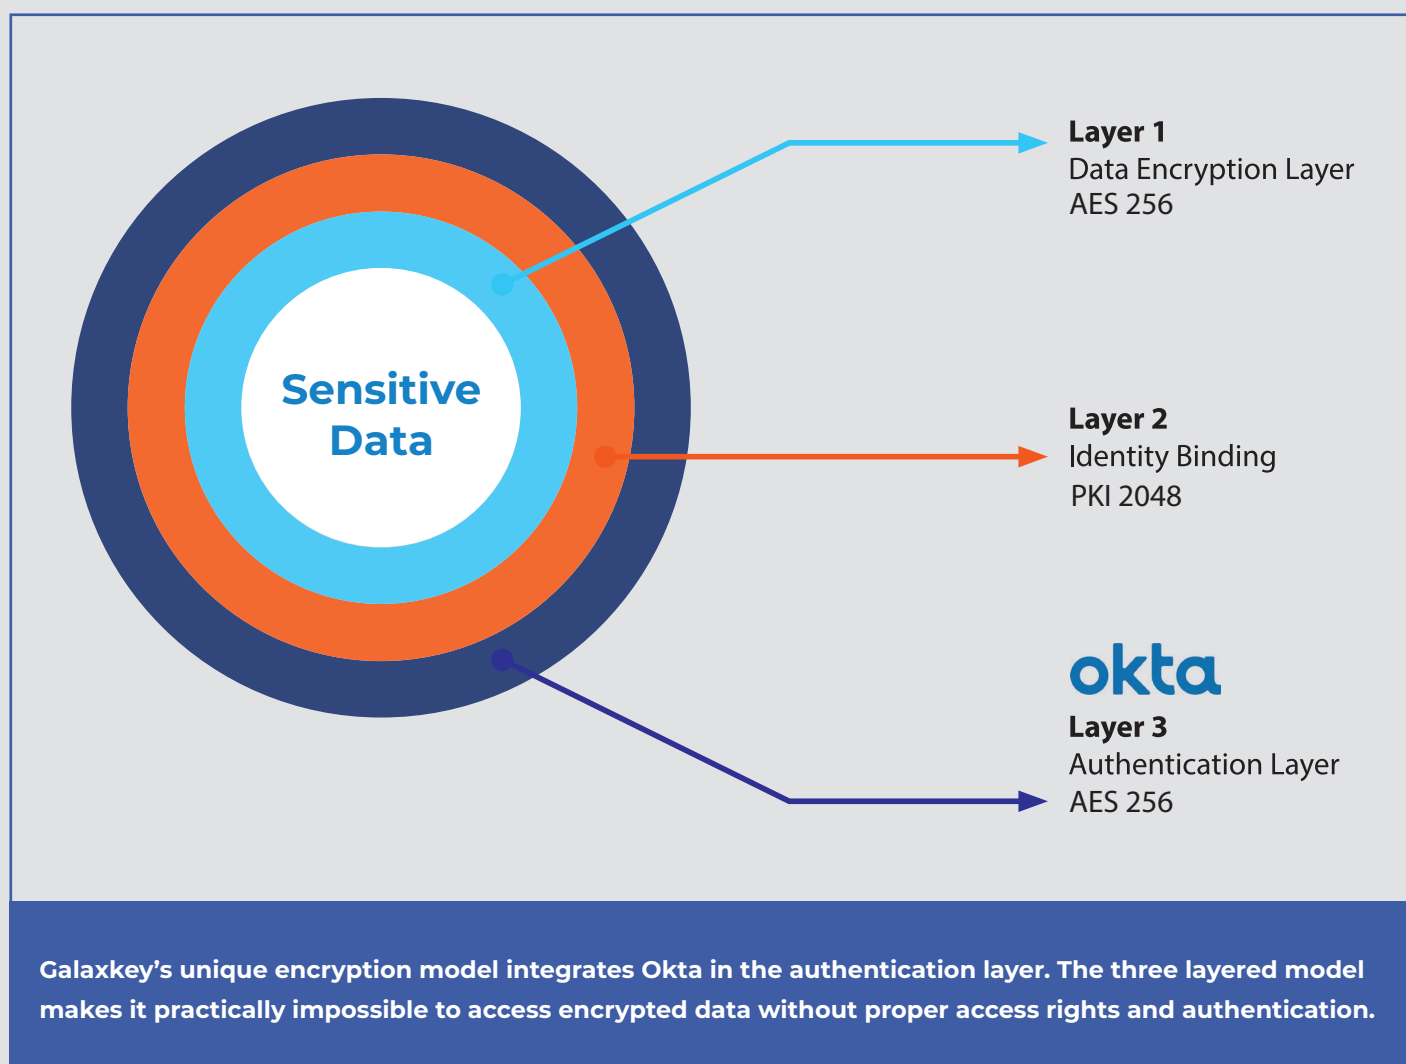 Layer 1
Data Encryption Layer
AES 256
Sensitive
Data
Layer 2
Identity Binding
PKI 2048
okta
Layer 3
Authentication Layer
AES 256
Galaxkey’s unique encryption model integrates Okta in the authentication layer. The three layered model
makes it practically impossible to access encrypted data without proper access rights and authentication.